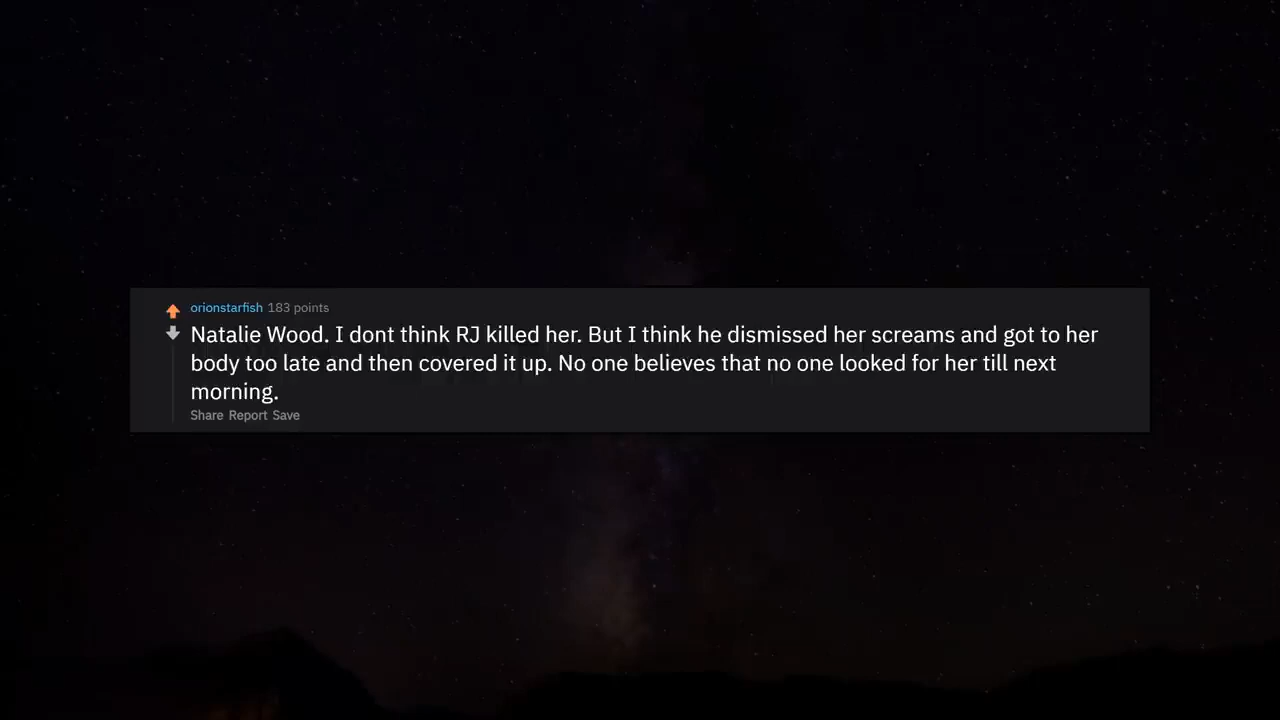 orionstarfish 183 points
Natalie Wood. I dont think RJ killed her. But I think he dismissed her screams and got to her
body too late and then covered it up. No one believes that no one looked for her till next
morning.
Share Report Save